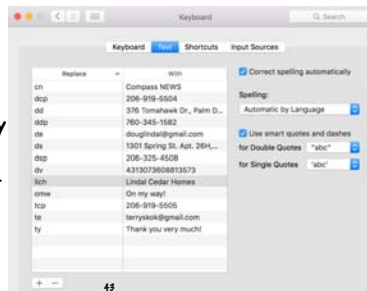 Keyboard
Search
Keyboard Text Shortcuts Input Sources
Replace With
cn Compass NEWS
dcp 206-919-5504
dd 376 Tomahawk Dr., Palm D...
ddp 760-345-1582
de douglindal@gmail.com
ds 1301 Spring St. Apt. 26H,...
dsp 206-325-4508
dv 4313073608813573
lich Lindal Cedar Homes
omw On my way!
tcp 206-919-5505
te terryskok@gmail.com
ty Thank you very much!
Correct spelling automatically
Spelling:
Automatic by Language
Use smart quotes and dashes
for Double Quotes "abc"
for Single Quotes 'abc'
+ −